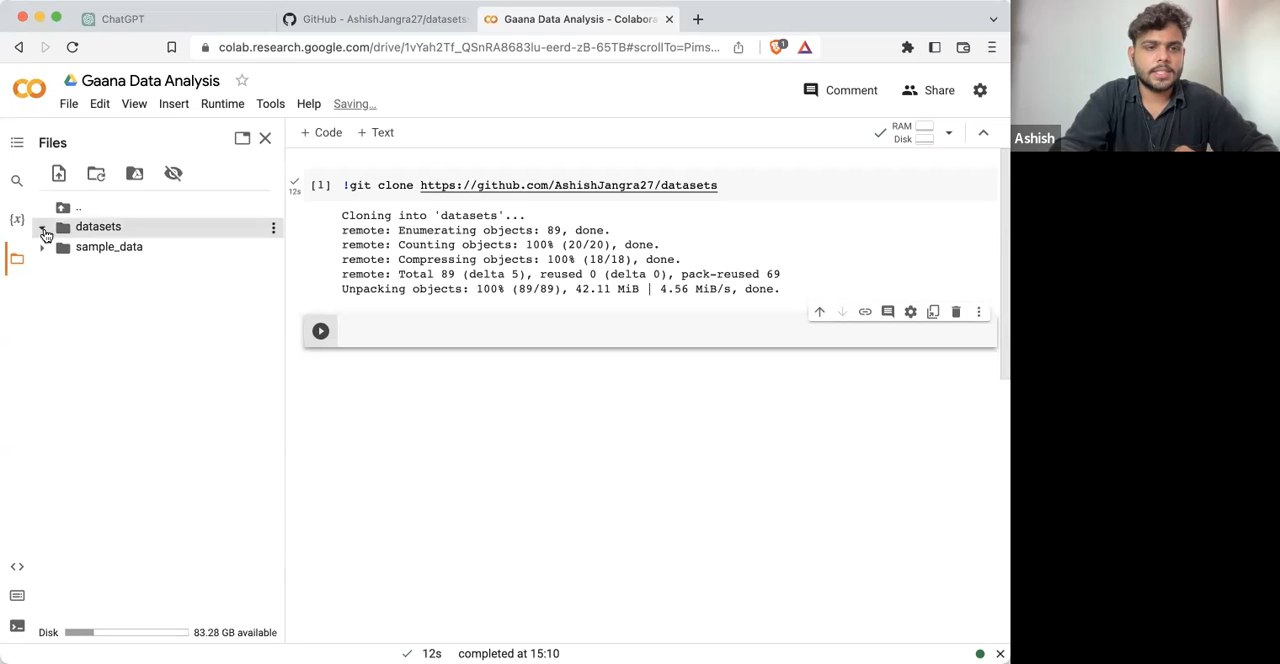 ChatGPT
GitHub - AshishJangra27/datasets
Gaana Data Analysis - Colabora
colab.research.google.com/drive/1vYah2Tf_QSnRA8683lu-eerd-zB-65TB#scrollTo=Pims...
1
Gaana Data Analysis
File Edit View Insert Runtime Tools Help Saving...
Comment
Share
Files
+ Code + Text
RAM
Disk
..
datasets
sample_data
12s
[1] !git clone https://github.com/AshishJangra27/datasets
Cloning into 'datasets'...
remote: Enumerating objects: 89, done.
remote: Counting objects: 100% (20/20), done.
remote: Compressing objects: 100% (18/18), done.
remote: Total 89 (delta 5), reused 0 (delta 0), pack-reused 69
Unpacking objects: 100% (89/89), 42.11 MiB | 4.56 MiB/s, done.
Disk 83.28 GB available
12s completed at 15:10
Ashish